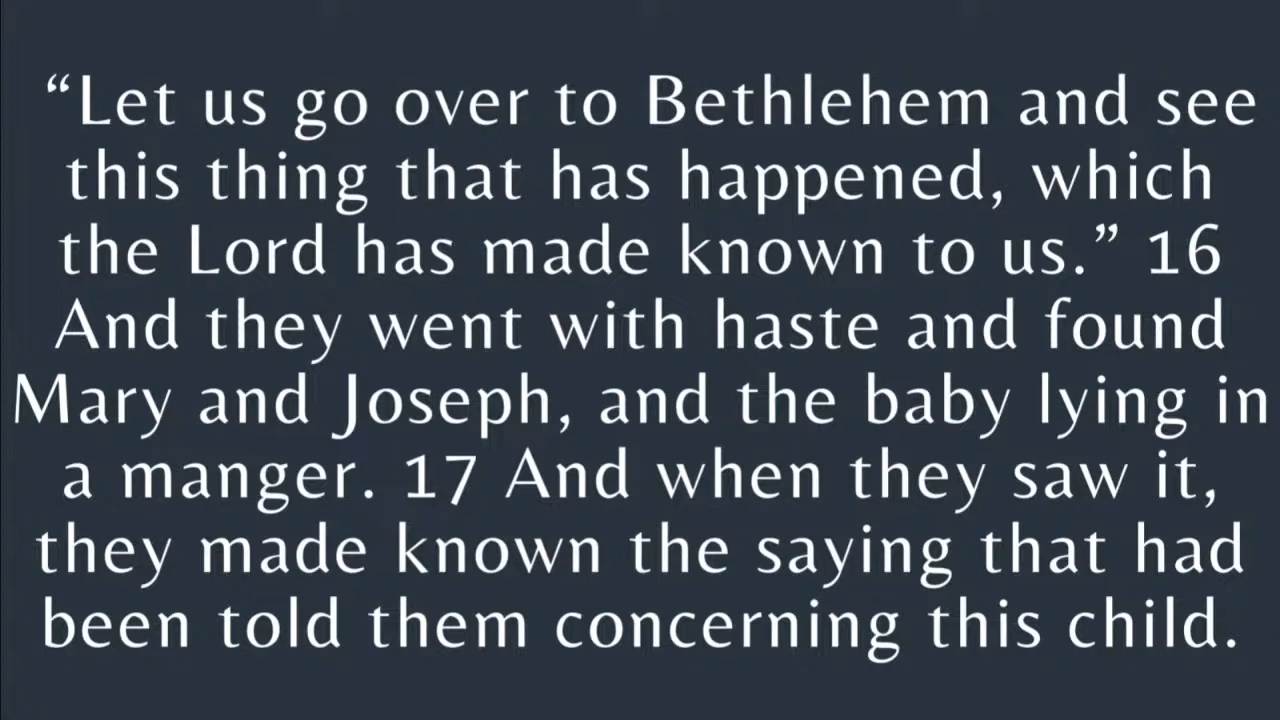 “Let us go over to Bethlehem and see
this thing that has happened, which
the Lord has made known to us.” 16
And they went with haste and found
Mary and Joseph, and the baby lying in
a manger. 17 And when they saw it,
they made known the saying that had
been told them concerning this child.